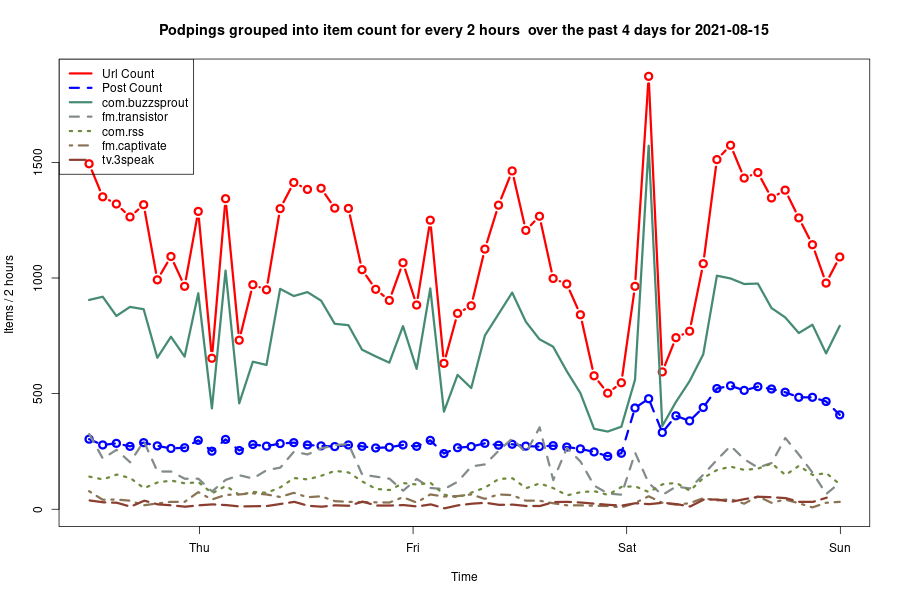 Podpings grouped into item count for every 2 hours  over the past 4 days for 2021-08-15
Url Count
Post Count
com.buzzsprout
fm.transistor
com.rss
fm.captivate
tv.3speak
Items / 2 hours
1500
1000
500
0
Thu
Fri
Sat
Sun
Time